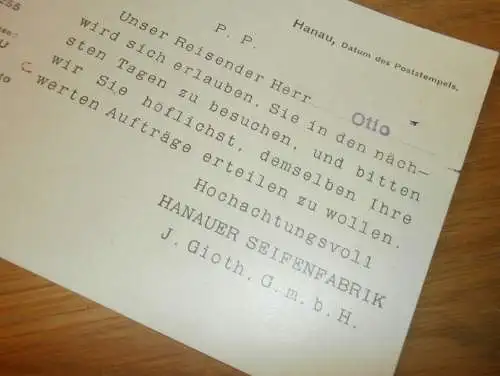 255
Hanau, Datum des Poststempels.
P. P.
Unser Reisender Herr Otto
wird sich erlauben, Sie in den näch-
sten Tagen zu besuchen, und bitten
wir Sie höflichst, demselben Ihre
werten Aufträge erteilen zu wollen.
Hochachtungsvoll
HANAUER SEIFENFABRIK
J. Gioth. G. m. b. H.